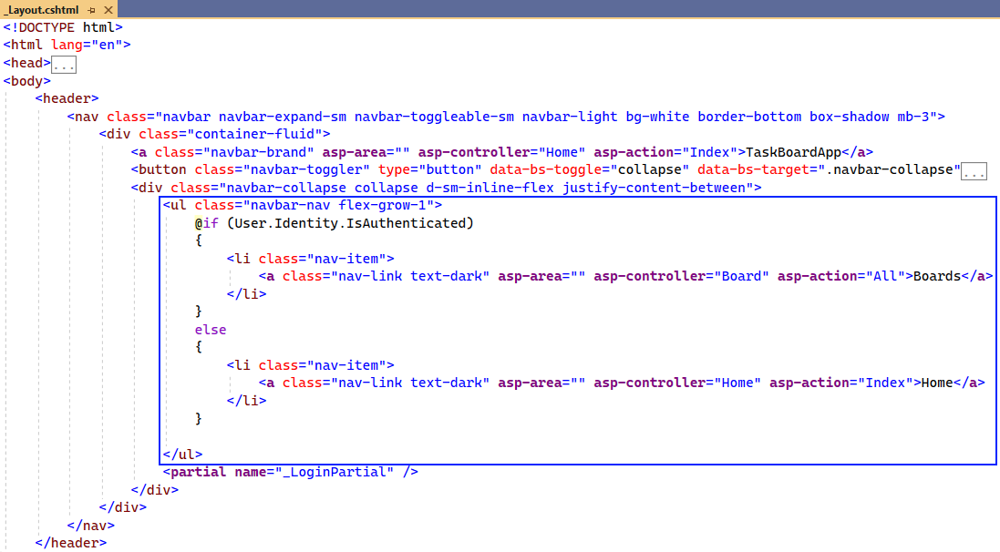 _Layout.cshtml
<!DOCTYPE html>
<html lang="en">
<head>...
<body>
    <header>
        <nav class="navbar navbar-expand-sm navbar-toggleable-sm navbar-light bg-white border-bottom box-shadow mb-3">
            <div class="container-fluid">
                <a class="navbar-brand" asp-area="" asp-controller="Home" asp-action="Index">TaskBoardApp</a>
                <button class="navbar-toggler" type="button" data-bs-toggle="collapse" data-bs-target=".navbar-collapse"...
                <div class="navbar-collapse collapse d-sm-inline-flex justify-content-between">
                    <ul class="navbar-nav flex-grow-1">
                        @if (User.Identity.IsAuthenticated)
                        {
                            <li class="nav-item">
                                <a class="nav-link text-dark" asp-area="" asp-controller="Board" asp-action="All">Boards</a>
                            </li>
                        }
                        else
                        {
                            <li class="nav-item">
                                <a class="nav-link text-dark" asp-area="" asp-controller="Home" asp-action="Index">Home</a>
                            </li>
                        }
                    </ul>
                    <partial name="_LoginPartial" />
                </div>
            </div>
        </nav>
    </header>